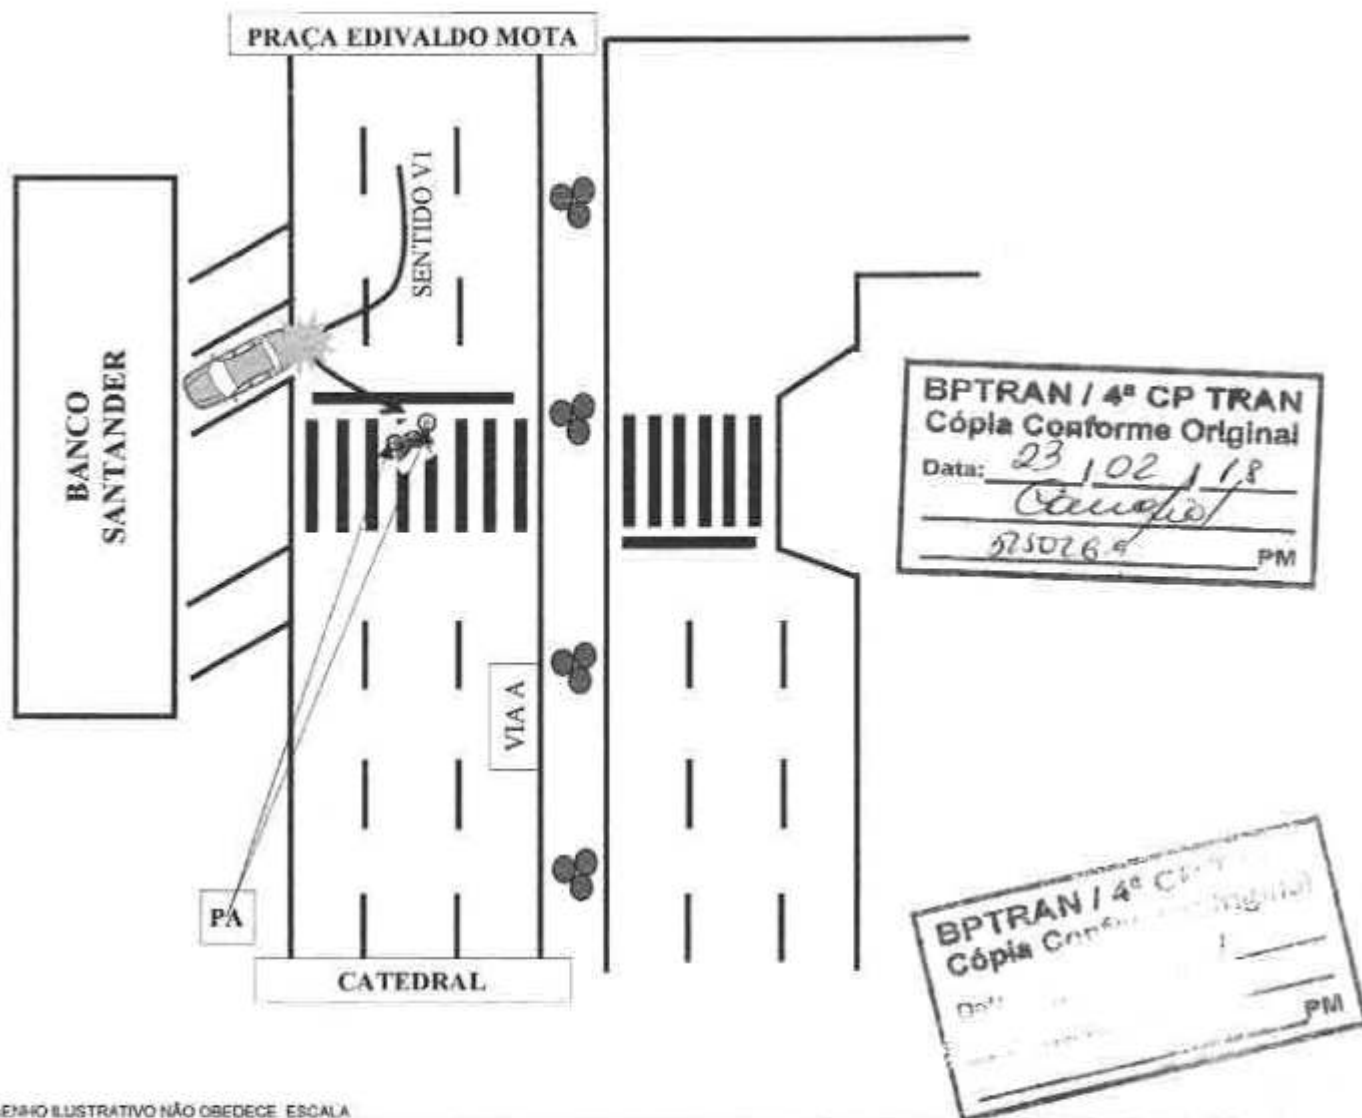 PRAÇA EDIVALDO MOTA
SENTIDO V1
BANCO
SANTANDER
BPTRAN / 4ª CP TRAN
Cópia Conforme Original
Data: 23 / 02 / 18
PM
VIA A
PA
CATEDRAL
BPTRAN / 4ª
Cópia
PM
ILUSTRATIVO NÃO OBEDECE ESCALA